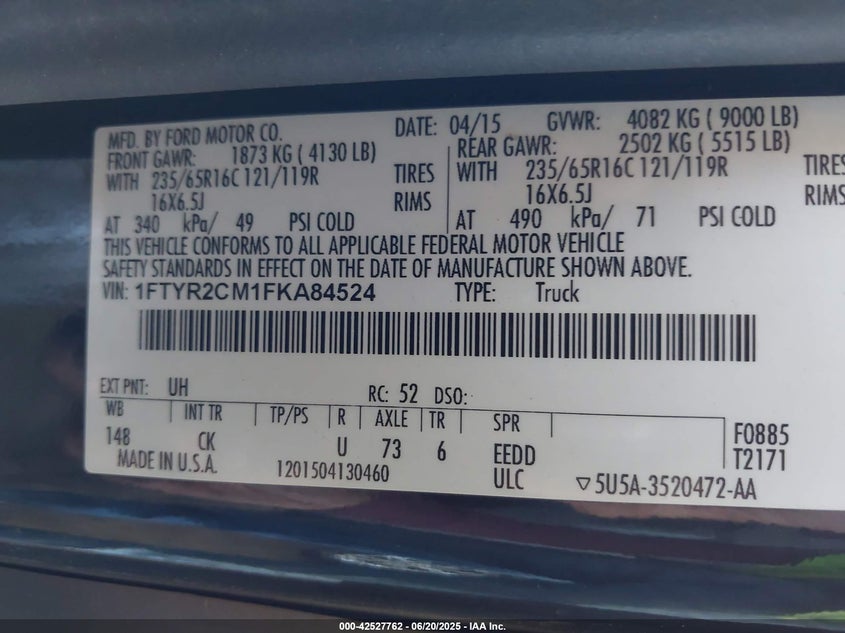 MFD. BY FORD MOTOR CO. DATE: 04/15 GVWR: 4082 KG ( 9000 LB)
FRONT GAWR: 1873 KG ( 4130 LB) REAR GAWR: 2502 KG ( 5515 LB)
WITH 235/65R16C 121/119R TIRES WITH 235/65R16C 121/119R TIRES
16X6.5J RIMS 16X6.5J RIMS
AT 340 kPa/ 49 PSI COLD AT 490 kPa/ 71 PSI COLD
THIS VEHICLE CONFORMS TO ALL APPLICABLE FEDERAL MOTOR VEHICLE
SAFETY STANDARDS IN EFFECT ON THE DATE OF MANUFACTURE SHOWN ABOVE.
VIN: 1FTYR2CM1FKA84524 TYPE: Truck
EXT PNT: UH RC: 52 DSO:
WB INT TR TP/PS R AXLE TR SPR F0885
148 CK U 73 6 EEDD T2171
MADE IN U.S.A. 1201504130460 ULC ▽5U5A-3520472-AA
000-42527762 - 06/20/2025 - IAA Inc.